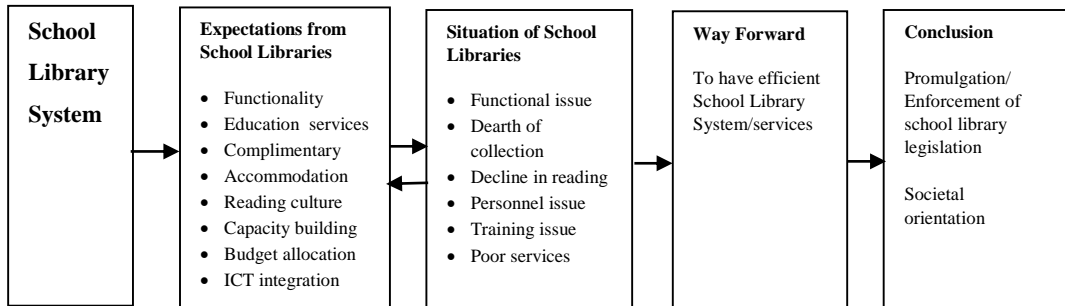 School
Library
System
Expectations from
School Libraries
• Functionality
• Education services
• Complimentary
• Accommodation
• Reading culture
• Capacity building
• Budget allocation
• ICT integration
Situation of School
Libraries
• Functional issue
• Dearth of
collection
• Decline in reading
• Personnel issue
• Training issue
• Poor services
Way Forward
To have efficient
School Library
System/services
Conclusion
Promulgation/
Enforcement of
school library
legislation
Societal
orientation